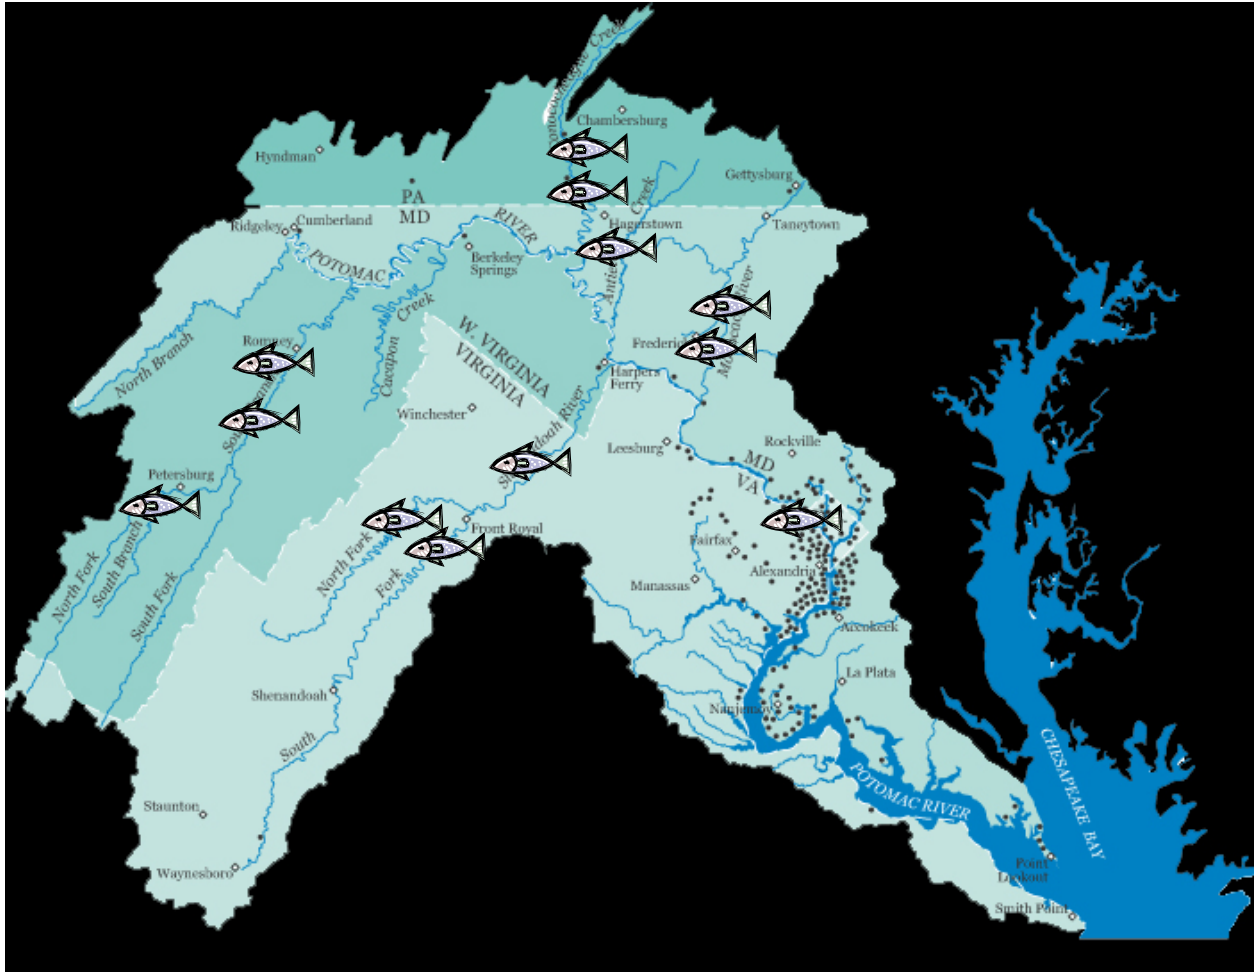 Creek
Chambersburg
Hyndman
Gettysburg
PA
MD
Creek
Ridgeley
Cumberland
RIVER
Hagerstown
Taneytown
POTOMAC
Berkeley
Springs
Creek
River
Romney
Frederick
North Branch
Cacapon
W. VIRGINIA
VIRGINIA
Harpers
Ferry
Winchester
River
Leesburg
Rockville
MD
VA
Petersburg
Front Royal
Fairfax
North Fork
South Branch
South Fork
North Fork
Fork
Manassas
Alexandria
Accokeek
La Plata
Shenandoah
Nanjemoy
South
CHESAPEAKE BAY
POTOMAC RIVER
Staunton
Waynesboro
Point
Lookout
Smith Point